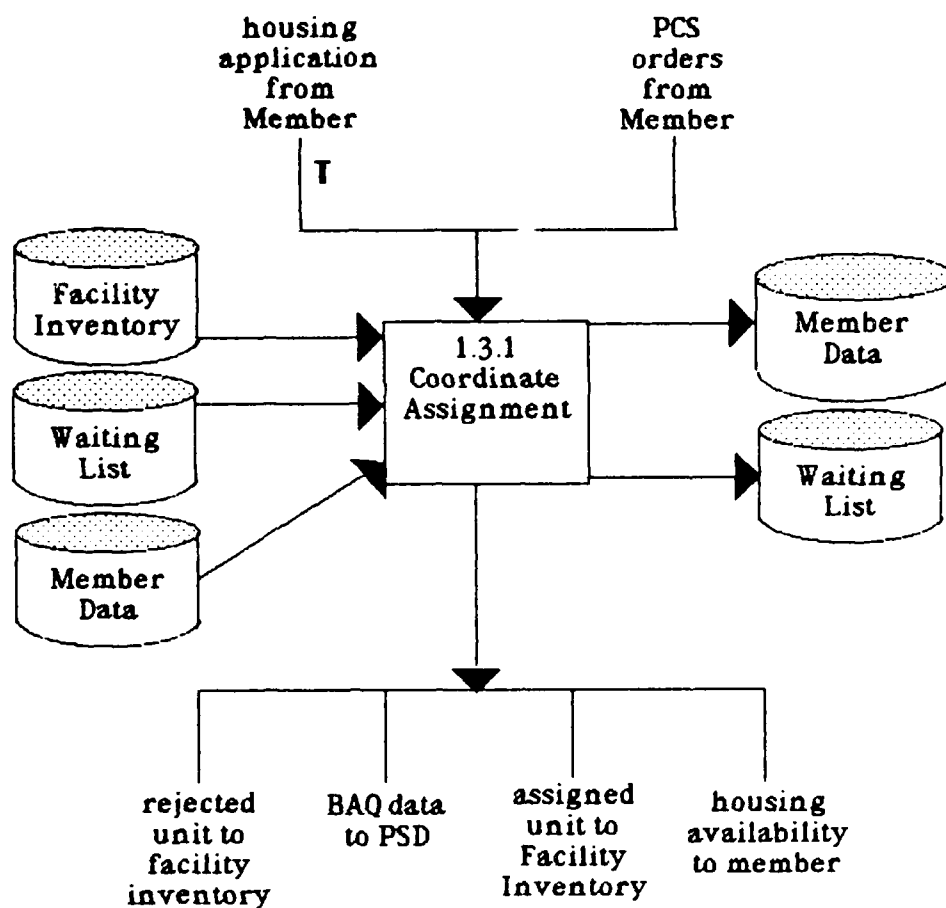 housing
application
from
Member
PCS
orders
from
Member
T
Facility
Inventory
Waiting
List
Member
Data
1.3.1
Coordinate
Assignment
Member
Data
Waiting
List
rejected
unit to
facility
inventory
BAQ data
to PSD
assigned
unit to
Facility
Inventory
housing
availability
to member